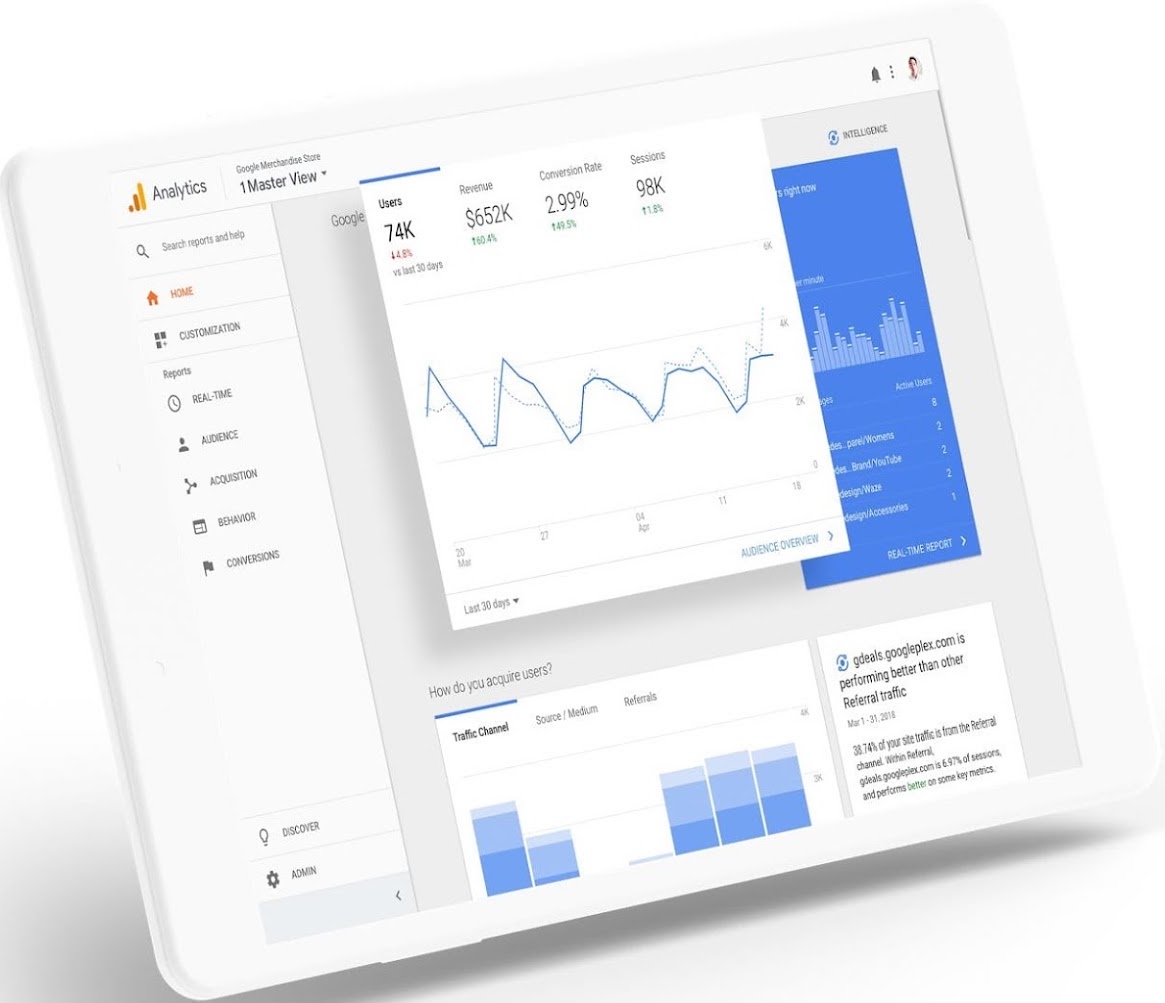 Analytics
Google Merchandise Store
1 Master View
Search reports and help
HOME
CUSTOMIZATION
Reports
REAL-TIME
AUDIENCE
ACQUISITION
BEHAVIOR
CONVERSIONS
DISCOVER
ADMIN
Google
INTELLIGENCE
Users
74K
4.8%
vs last 30 days
Revenue
$652K
60.4%
Conversion Rate
2.99%
49.5%
Sessions
98K
1.8%
6K
4K
2K
0
20
Mar
27
04
Apr
11
18
Last 30 days
AUDIENCE OVERVIEW
right now
minute
Active Users
8
2
parel/Womens
2
Brand/YouTube
2
design/Waze
1
design/Accessories
REAL-TIME REPORT
How do you acquire users?
Traffic Channel
Source / Medium
Referrals
4K
3K
gdeals.googleplex.com is
performing better than other
Referral traffic
Mar 1 - 31, 2018
38.74% of your site traffic is from the Referral
channel. Within Referral,
gdeals.googleplex.com is 6.97% of sessions,
and performs better on some key metrics.